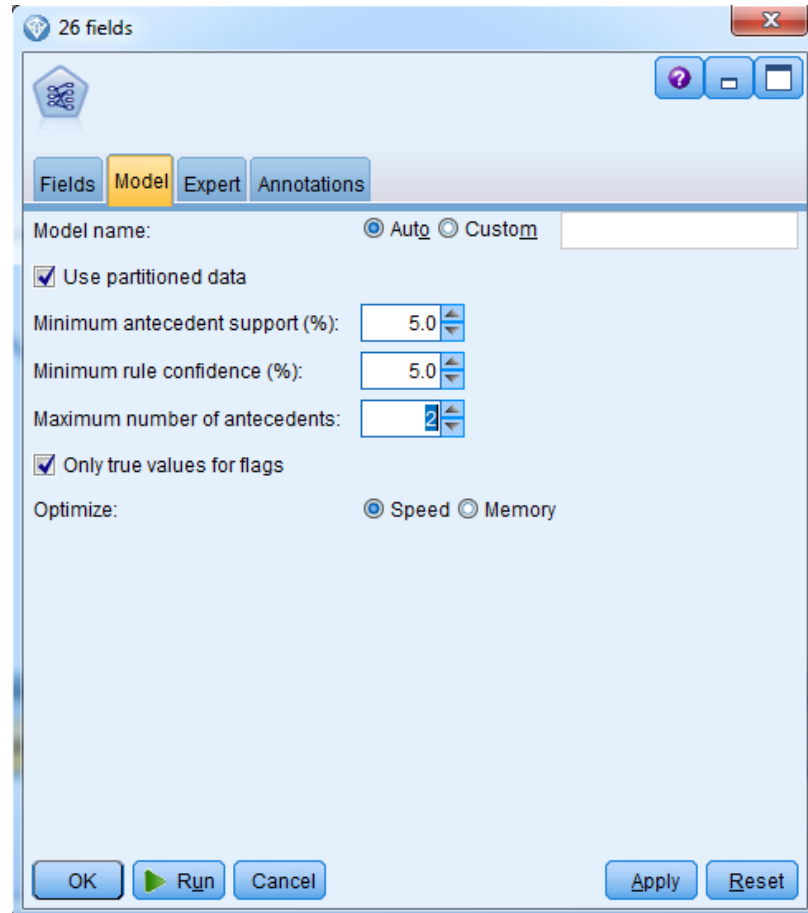 26 fields
Fields Model Expert Annotations
Model name: Auto Custom
Use partitioned data
Minimum antecedent support (%): 5.0
Minimum rule confidence (%): 5.0
Maximum number of antecedents: 2
Only true values for flags
Optimize: Speed Memory
OK Run Cancel Apply Reset